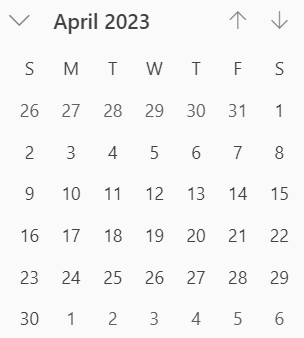 April 2023
S M T W T F S
26 27 28 29 30 31 1
2 3 4 5 6 7 8
9 10 11 12 13 14 15
16 17 18 19 20 21 22
23 24 25 26 27 28 29
30 1 2 3 4 5 6